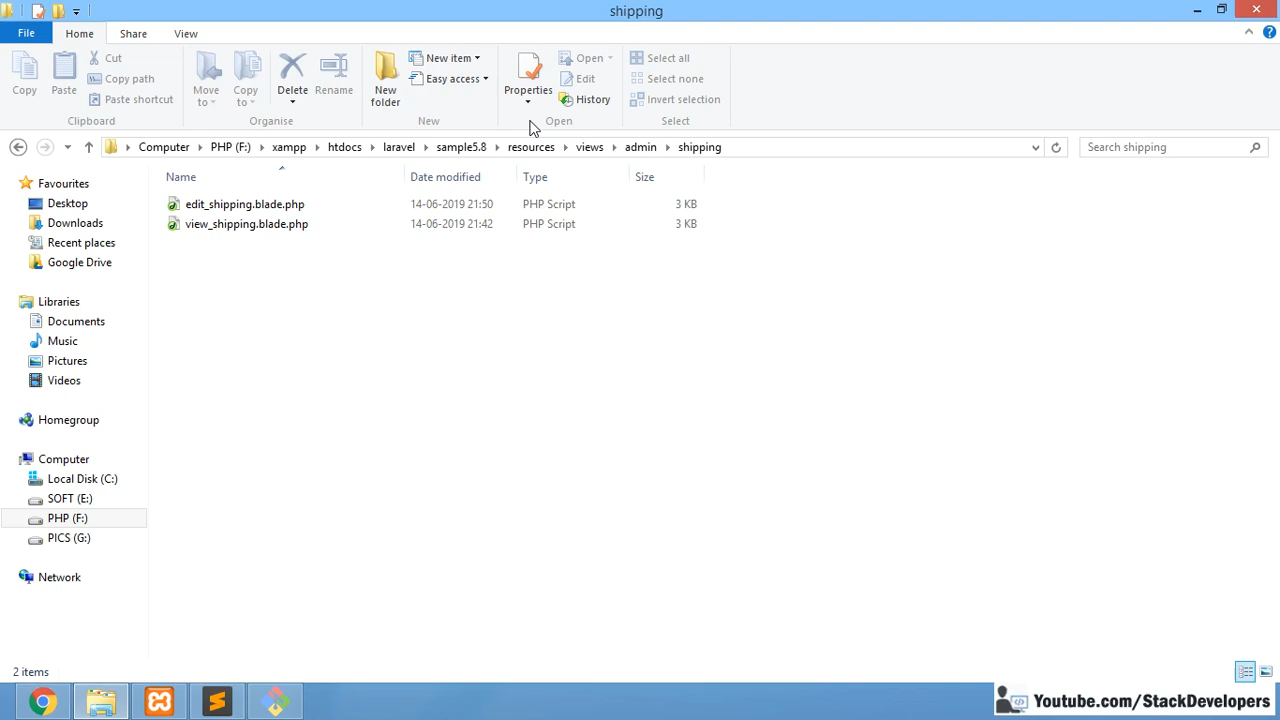 shipping
File Home Share View
Copy Paste Cut Copy path Paste shortcut Move to Copy to Delete Rename New folder New item Easy access Properties Open Edit History Select all Select none Invert selection
Clipboard Organise New Open Select
Computer PHP (F:) xampp htdocs laravel sample5.8 resources views admin shipping Search shipping
Name Date modified Type Size
edit_shipping.blade.php 14-06-2019 21:50 PHP Script 3 KB
view_shipping.blade.php 14-06-2019 21:42 PHP Script 3 KB
Favourites
Desktop
Downloads
Recent places
Google Drive
Libraries
Documents
Music
Pictures
Videos
Homegroup
Computer
Local Disk (C:)
SOFT (E:)
PHP (F:)
PICS (G:)
Network
2 items
Youtube.com/StackDevelopers